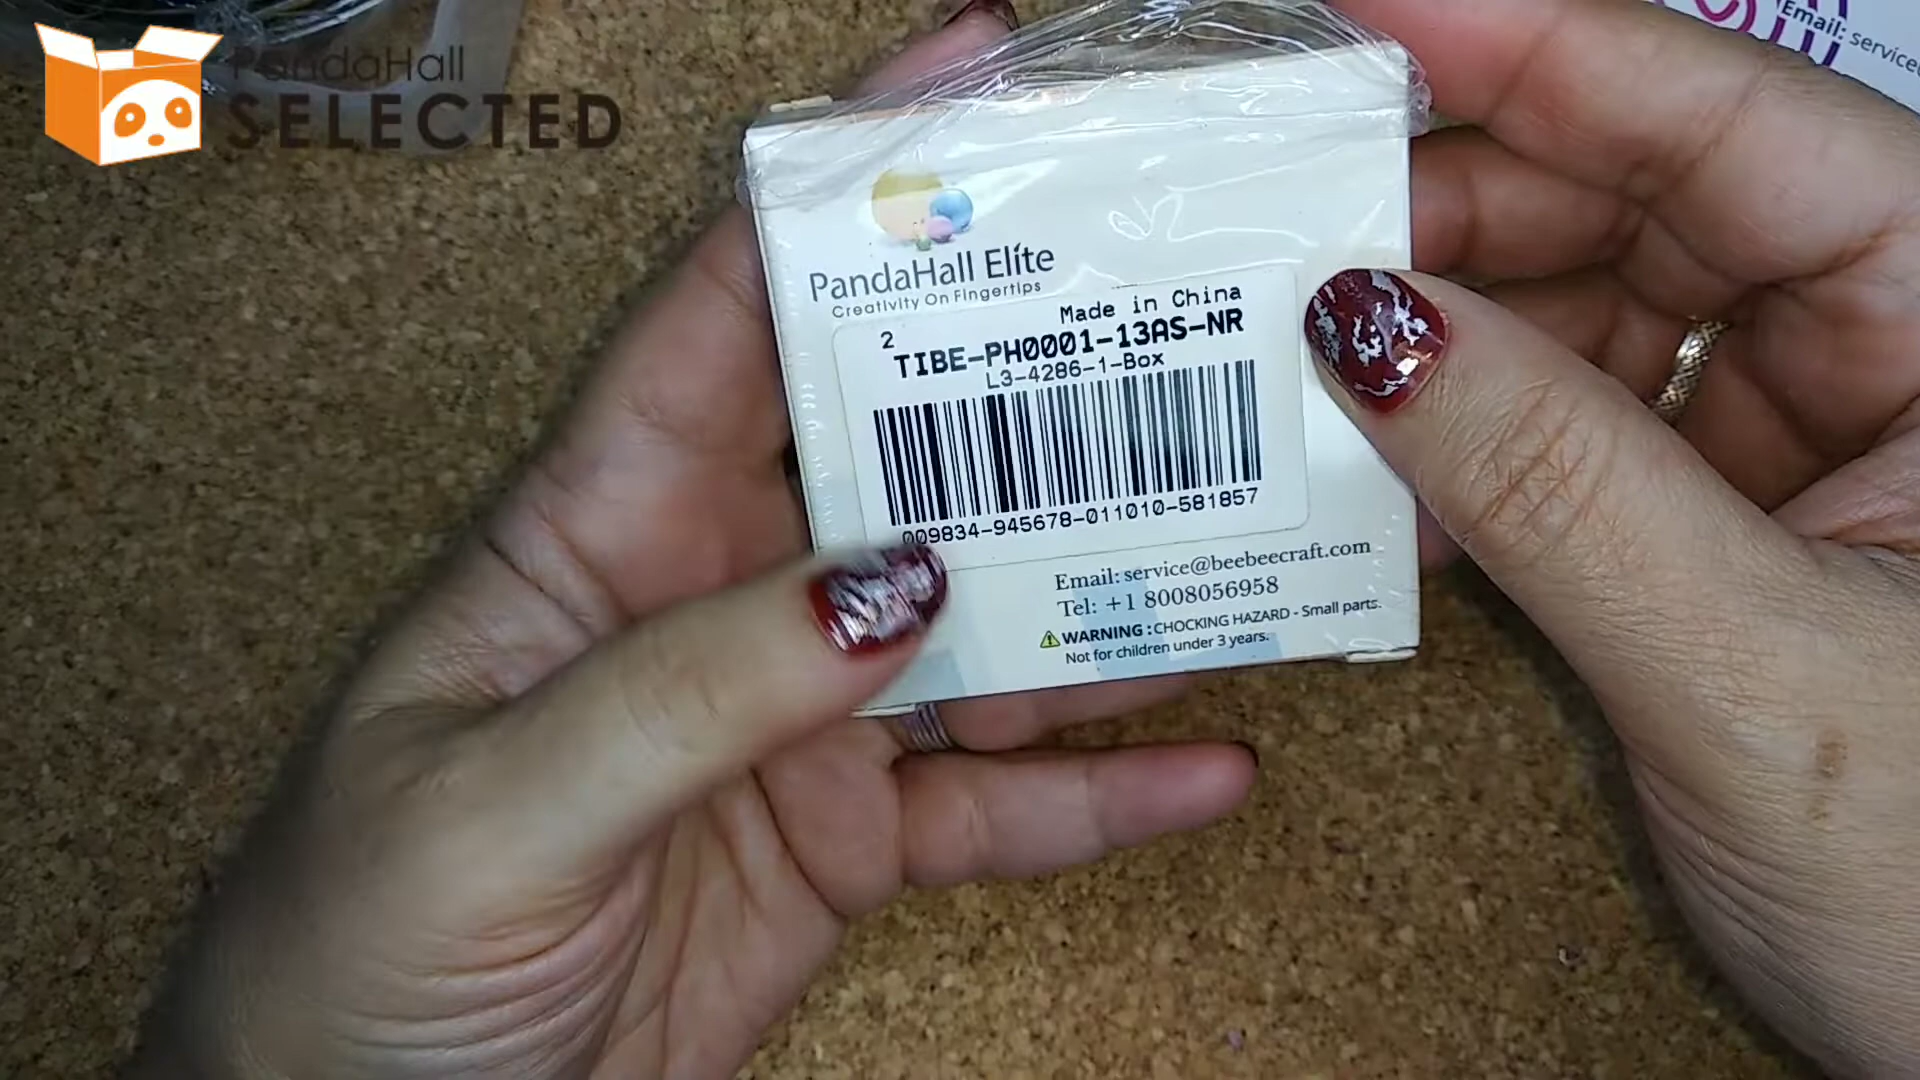 PandaHall
SELECTED
Email: service
PandaHall Elite
Creativity On Fingertips
Made in China
2
TIBE-PH0001-13AS-NR
L3-4286-1-Box
009834-945678-011010-581857
Email: service@beebeecraft.com
Tel: +1 8008056958
WARNING : CHOCKING HAZARD - Small parts.
Not for children under 3 years.